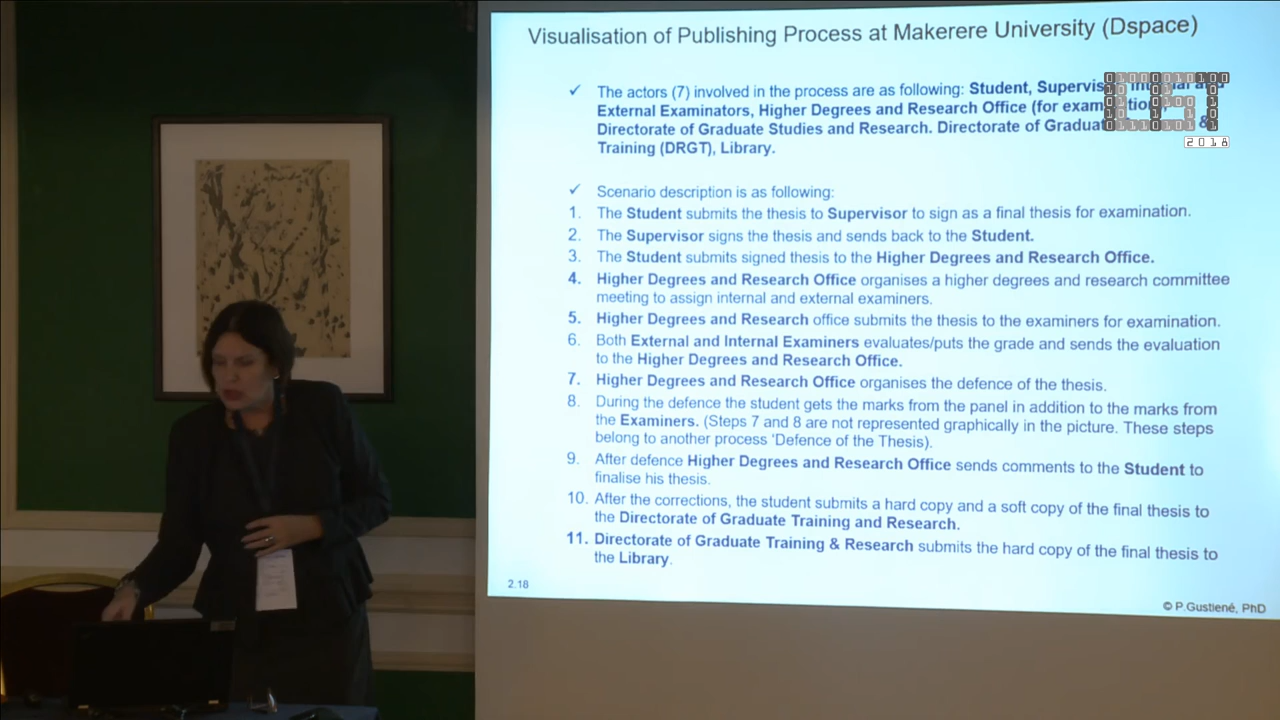 Visualisation of Publishing Process at Makerere University (Dspace)
✓ The actors (7) involved in the process are as following: Student,
External Examinators, Higher Degrees and Research Office (for
Directorate of Graduate Studies and Research. Directorate of &
Training (DRGT), Library.
✓ Scenario description is as following:
1. The Student submits the thesis to Supervisor to sign as a final thesis for examination.
2. The Supervisor signs the thesis and sends back to the Student.
3. The Student submits signed thesis to the Higher Degrees and Research Office.
4. Higher Degrees and Research Office organises a higher degrees and research committee
meeting to assign internal and external examiners.
5. Higher Degrees and Research office submits the thesis to the examiners for examination.
6. Both External and Internal Examiners evaluates/puts the grade and sends the evaluation
to the Higher Degrees and Research Office.
7. Higher Degrees and Research Office organises the defence of the thesis.
8. During the defence the student gets the marks from the panel in addition to the marks from
the Examiners. (Steps 7 and 8 are not represented graphically in the picture. These steps
belong to another process 'Defence of the Thesis).
9. After defence Higher Degrees and Research Office sends comments to the Student to
finalise his thesis.
10. After the corrections, the student submits a hard copy and a soft copy of the final thesis to
the Directorate of Graduate Training and Research.
11. Directorate of Graduate Training & Research submits the hard copy of the final thesis to
the Library.
2.18
© P.Gustiené, PhD
2018